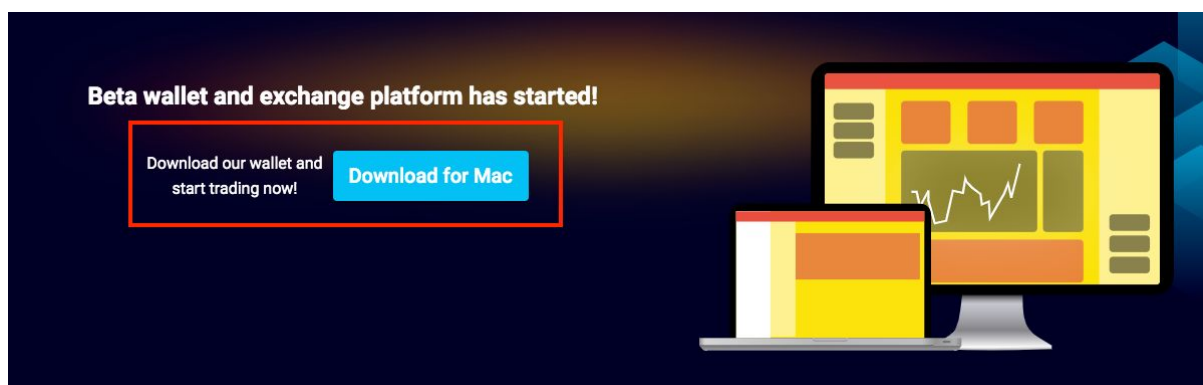 Beta wallet and exchange platform has started!
Download our wallet and
start trading now!
Download for Mac